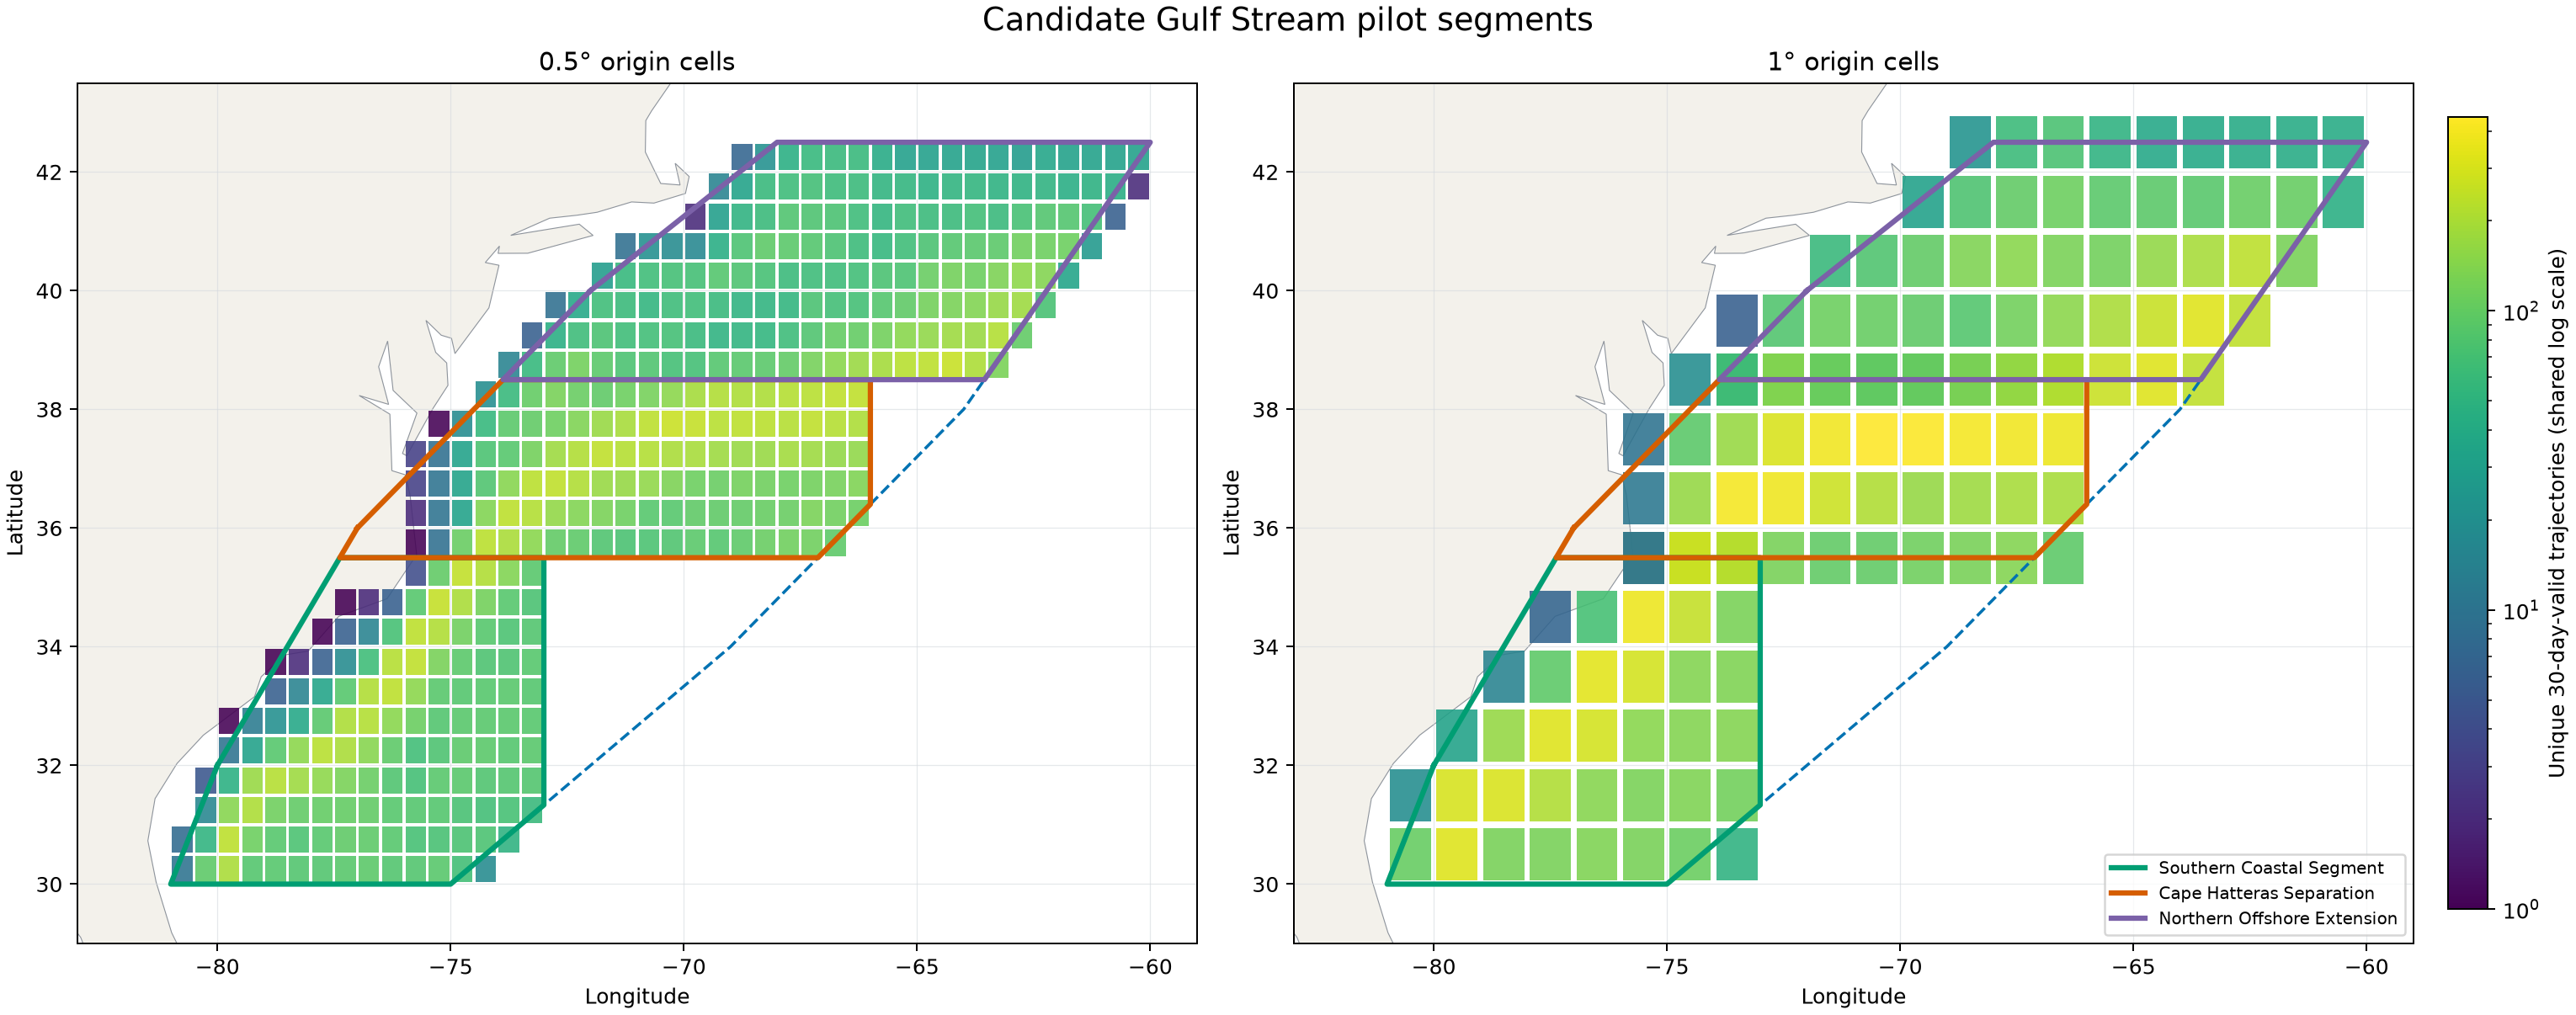 Candidate Gulf Stream pilot segments
0.5° origin cells
1° origin cells
Latitude
42
40
38
36
34
32
30
−80
−75
−70
−65
−60
Longitude
Latitude
42
40
38
36
34
32
30
−80
−75
−70
−65
−60
Longitude
Southern Coastal Segment
Cape Hatteras Separation
Northern Offshore Extension
10²
10¹
10⁰
Unique 30-day-valid trajectories (shared log scale)